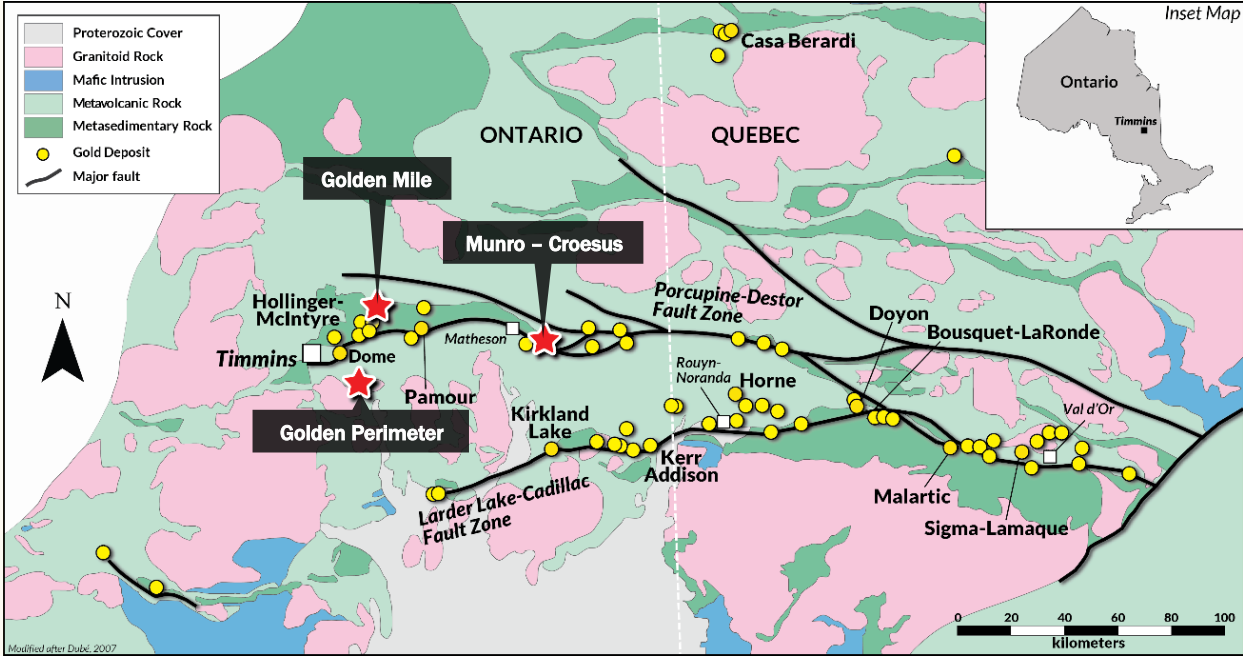 Proterozoic Cover
Granitoid Rock
Mafic Intrusion
Metavolcanic Rock
Metasedimentary Rock
Gold Deposit
Major fault
Casa Berardi
Inset Map
Ontario
Timmins
ONTARIO
QUEBEC
Golden Mile
Munro – Croesus
N
Hollinger-
McIntyre
Porcupine-Destor
Fault Zone
Doyon
Bousquet-LaRonde
Matheson
Timmins
Dome
Pamour
Rouyn-
Noranda
Horne
Val d'Or
Golden Perimeter
Kirkland
Lake
Kerr
Addison
Malartic
Larder Lake-Cadillac
Fault Zone
Sigma-Lamaque
0 20 40 60 80 100
kilometers
Modified after Dubé, 2007